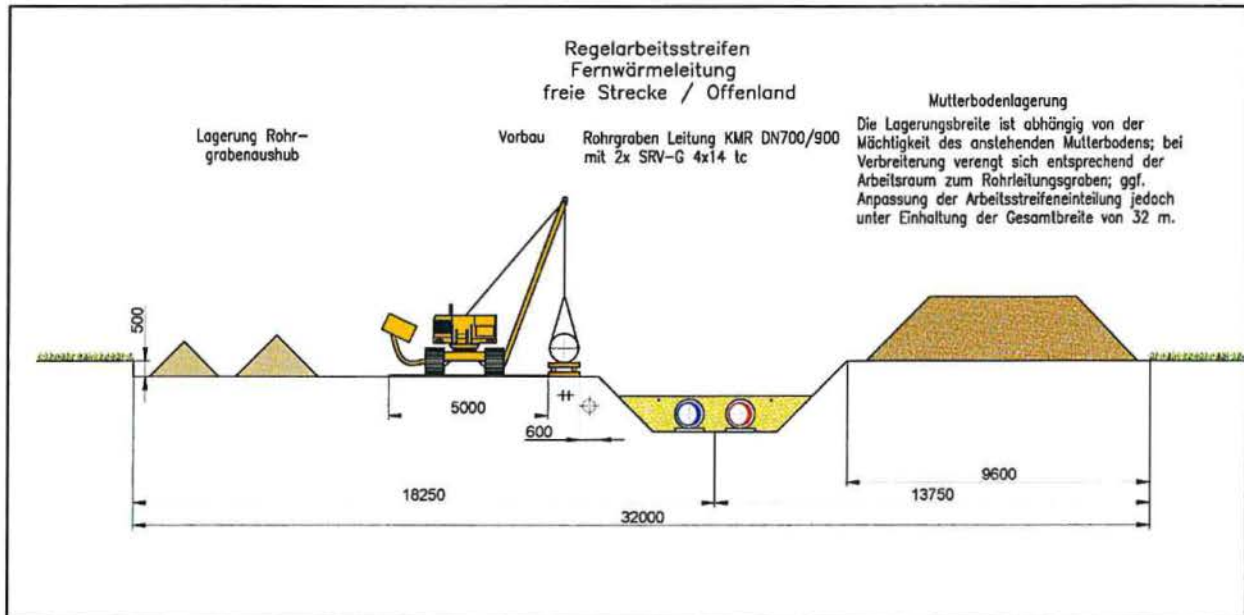 Regelarbeitsstreifen
Fernwärmeleitung
freie Strecke / Offenland
Lagerung Rohr-
grabenaushub
Vorbau
Rohrgraben Leitung KMR DN700/900
mit 2x SRV-G 4x14 tc
Mutterbodenlagerung
Die Lagerungsbreite ist abhängig von der
Mächtigkeit des anstehenden Mutterbodens; bei
Verbreiterung verengt sich entsprechend der
Arbeitsraum zum Rohrleitungsgraben; ggf.
Anpassung der Arbeitsstreifeneinteilung jedoch
unter Einhaltung der Gesamtbreite von 32 m.
500
5000
600
9600
18250
13750
32000